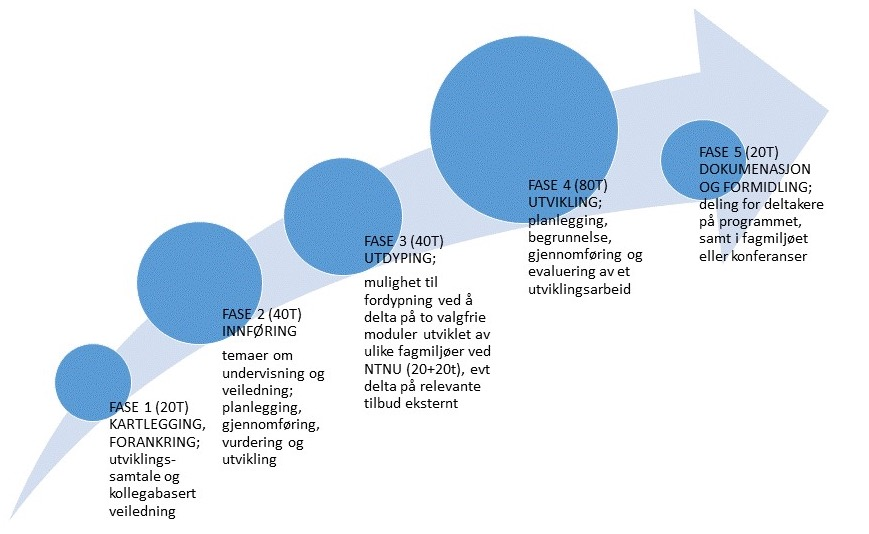 FASE 1 (20T)
KARTLEGGING,
FORANKRING;
utviklings-
samtale og
kollegabasert
veiledning
FASE 2 (40T)
INNFØRING
temaer om
undervisning og
veiledning;
planlegging,
gjennomføring,
vurdering og
utvikling
FASE 3 (40T)
UTDYPING;
mulighet til
fordypning ved å
delta på to valgfrie
moduler utviklet av
ulike fagmiljøer ved
NTNU (20+20t), evt
delta på relevante
tilbud eksternt
FASE 4 (80T)
UTVIKLING;
planlegging,
begrunnelse,
gjennomføring og
evaluering av et
utviklingsarbeid
FASE 5 (20T)
DOKUMENASJON
OG FORMIDLING;
deling for deltakere
på programmet,
samt i fagmiljøet
eller konferanser